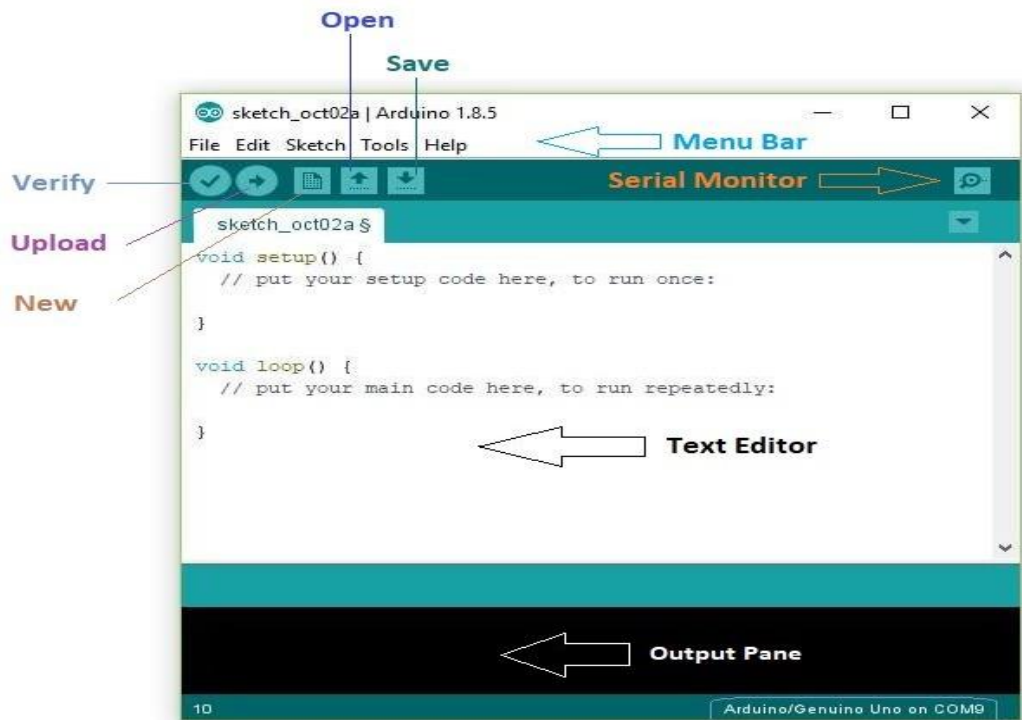 Open
Save
sketch_oct02a | Arduino 1.8.5
File Edit Sketch Tools Help
Menu Bar
Verify
Serial Monitor
Upload
sketch_oct02a §
New
void setup() {
// put your setup code here, to run once:
}
void loop() {
// put your main code here, to run repeatedly:
}
Text Editor
Output Pane
10
Arduino/Genuino Uno on COM9